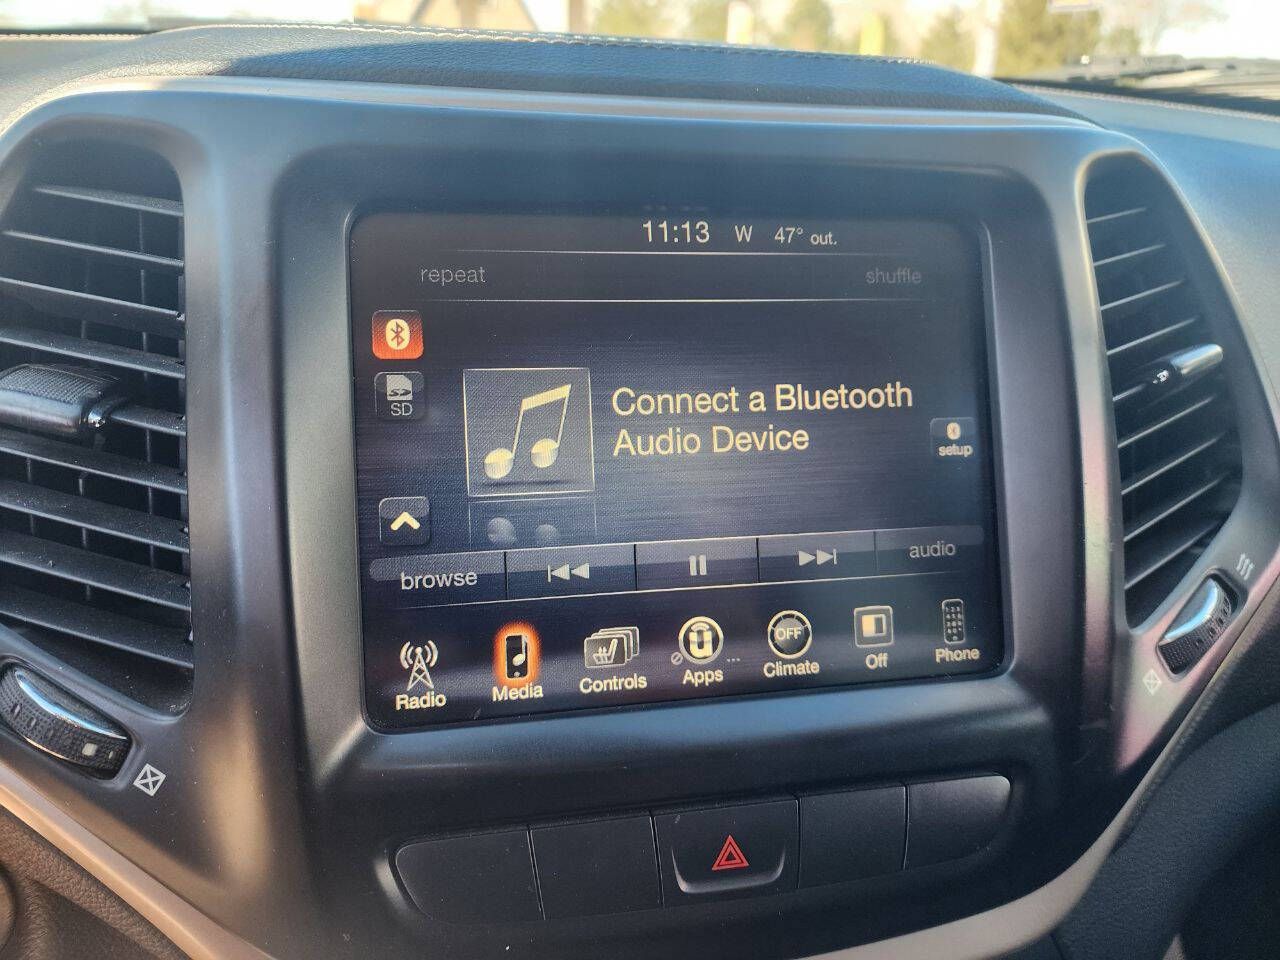 11:13 W 47° out.
repeat shuffle
SD
Connect a Bluetooth
Audio Device
setup
browse audio
Radio Media Controls Apps Climate Off Phone
OFF